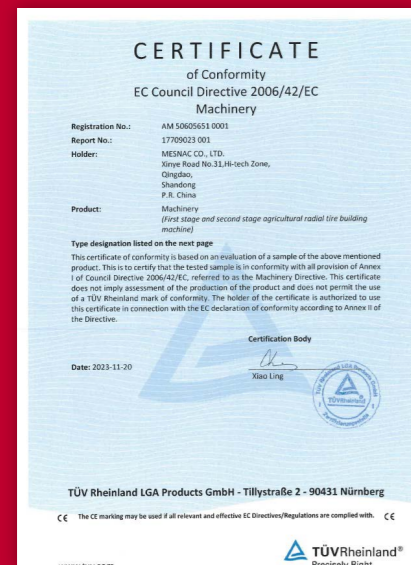 CERTIFICATE
of Conformity
EC Council Directive 2006/42/EC
Machinery
Registration No.: AM 50605651 0001
Report No.: 17709023 001
Holder: MESNAC CO., LTD.
Xinye Road No.31,Hi-tech Zone,
Qingdao,
Shandong
P.R. China
Product: Machinery
(First stage and second stage agricultural radial tire building
machine)
Type designation listed on the next page
This certificate of conformity is based on an evaluation of a sample of the above mentioned
product. This is to certify that the tested sample is in conformity with all provision of Annex
I of Council Directive 2006/42/EC, referred to as the Machinery Directive. This certificate
does not imply assessment of the production of the product and does not permit the use
of a TÜV Rheinland mark of conformity. The holder of the certificate is authorized to use
this certificate in connection with the EC declaration of conformity according to Annex II of
the Directive.
Certification Body
Date: 2023-11-20
Xiao Ling
TÜV Rheinland LGA Products GmbH
TÜVRheinland
Zertifizierungsstelle
TÜV Rheinland LGA Products GmbH - Tillystraße 2 - 90431 Nürnberg
CE The CE marking may be used if all relevant and effective EC Directives/Regulations are complied with. CE
TÜVRheinland®
Precisely Right.